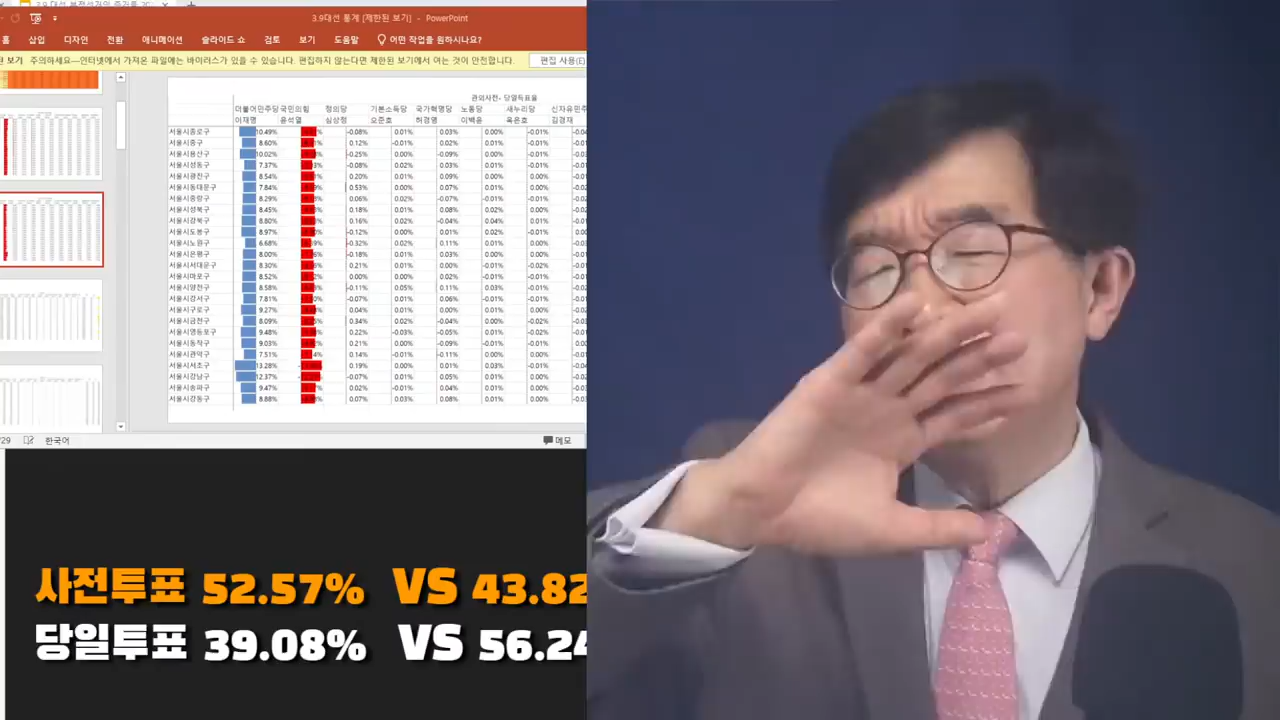 3.9대선 통계 [제한된 보기] - PowerPoint
홈 삽입 디자인 전환 애니메이션 슬라이드 쇼 검토 보기 도움말 어떤 작업을 원하시나요?
보기 주의하세요—인터넷에서 가져온 파일에는 바이러스가 있을 수 있습니다. 편집하지 않는다면 제한된 보기에서 여는 것이 안전합니다. 편집 사용(E)
관외사전- 당일득표율
더불어민주당 국민의힘 정의당 기본소득당 국가혁명당 노동당 새누리당 신자유민주
이재명 윤석열 심상정 오준호 허경영 이백윤 옥은호 김경재
서울시종로구 10.49% -0.08% 0.01% 0.03% 0.00% -0.01% -0.04
서울시중구 8.60% 0.12% -0.01% 0.02% 0.00% -0.01%
서울시용산구 10.02% -0.25% 0.00% 0.09% 0.00% -0.01%
서울시성동구 7.37% -0.08% 0.02% 0.03% 0.01% -0.01%
서울시광진구 8.54% 0.20% 0.01% 0.09% 0.00% -0.01%
서울시동대문구 7.84% 0.53% 0.00% 0.07% 0.01% -0.01% -0.02
서울시중랑구 8.29% 0.06% 0.02% -0.07% -0.01% 0.00% -0.01
서울시성북구 8.45% 0.18% 0.01% 0.08% 0.02% 0.00% -0.02
서울시강북구 8.80% 0.16% 0.02% -0.04% 0.04% 0.01% -0.01
서울시도봉구 8.97% -0.12% 0.00% 0.01% 0.02% -0.01% -0.02
서울시노원구 6.68% -0.32% 0.02% 0.11% 0.01% 0.00% -0.03
서울시은평구 8.00% -0.18% 0.01% 0.03% 0.00% -0.01%
서울시서대문구 8.30% 0.21% 0.01% 0.00% -0.01% -0.02%
서울시마포구 8.52% 0.00% 0.01% 0.02% -0.01% -0.01%
서울시양천구 8.58% -0.11% 0.05% 0.11% 0.03% -0.01% -0.01
서울시강서구 7.81% -0.07% 0.01% 0.06% -0.01% 0.00%
서울시구로구 9.27% 0.04% 0.01% -0.01% 0.01% -0.01%
서울시금천구 8.09% 0.34% 0.02% -0.04% 0.00% -0.02%
서울시영등포구 9.48% 0.22% -0.03% -0.05% 0.01% -0.01% -0.02
서울시동작구 9.03% 0.21% 0.00% -0.09% -0.01% 0.00%
서울시관악구 7.51% 0.14% -0.01% -0.11% 0.00% -0.01%
서울시서초구 13.28% 0.19% 0.00% 0.01% 0.03% -0.01% -0.04
서울시강남구 12.37% -0.07% 0.01% 0.05% 0.01% -0.01% -0.03
서울시송파구 9.47% 0.02% -0.01% 0.04% 0.01% 0.00% -0.02
서울시강동구 8.88% 0.07% 0.03% 0.08% 0.01% 0.00% -0.02
/29 한국어 메모
사전투표 52.57% VS 43.82
당일투표 39.08% VS 56.24